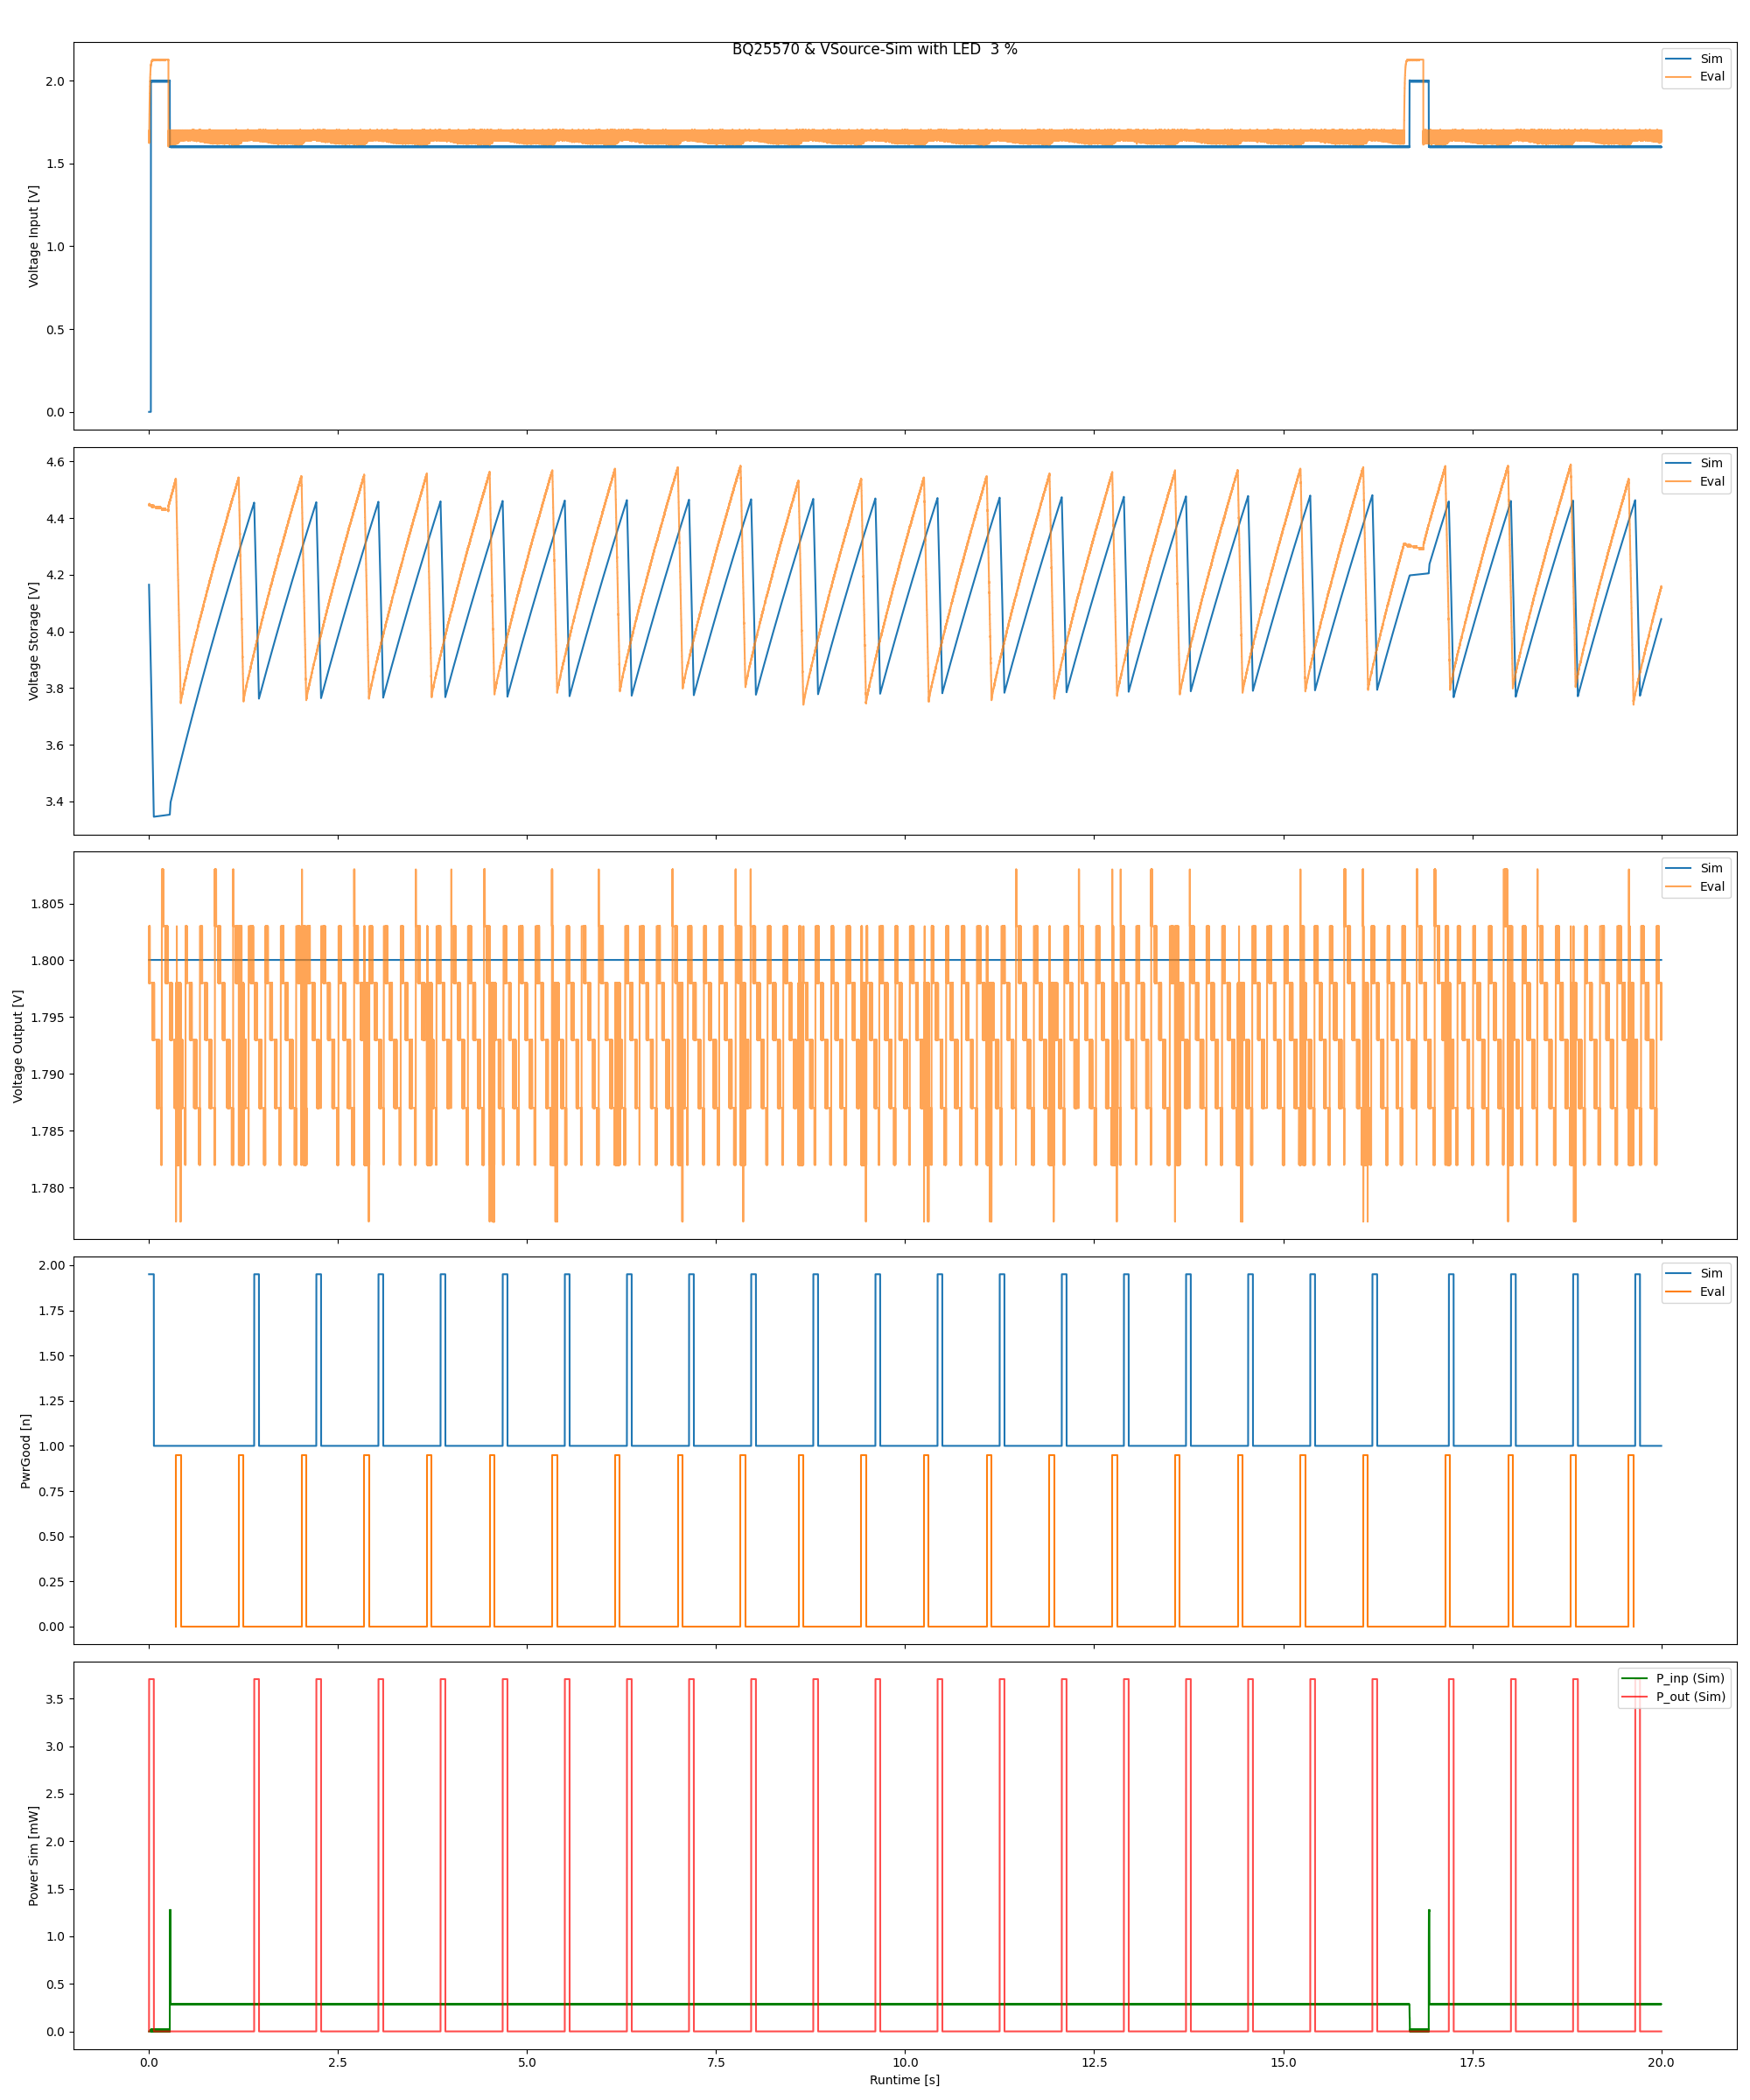 BQ25570 & VSource-Sim with LED  3 %
Voltage Input [V]
2.0
1.5
1.0
0.5
0.0
Sim
Eval
Voltage Storage [V]
4.6
4.4
4.2
4.0
3.8
3.6
3.4
Sim
Eval
Voltage Output [V]
1.805
1.800
1.795
1.790
1.785
1.780
Sim
Eval
PwrGood [n]
2.00
1.75
1.50
1.25
1.00
0.75
0.50
0.25
0.00
Sim
Eval
Power Sim [mW]
3.5
3.0
2.5
2.0
1.5
1.0
0.5
0.0
P_inp (Sim)
P_out (Sim)
0.0 2.5 5.0 7.5 10.0 12.5 15.0 17.5 20.0
Runtime [s]